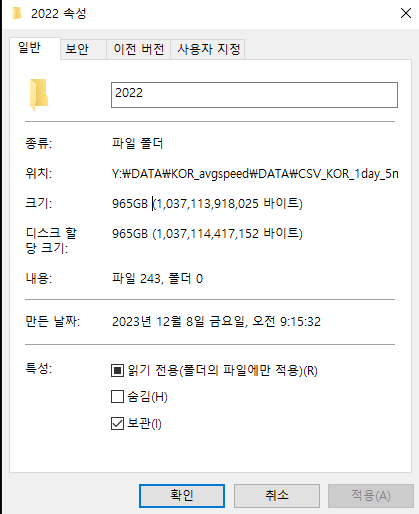 2022 속성
일반 보안 이전 버전 사용자 지정
2022
종류: 파일 폴더
위치: Y:₩DATA₩KOR_avgspeed₩DATA₩CSV_KOR_1day_5m
크기: 965GB (1,037,113,918,025 바이트)
디스크 할 965GB (1,037,114,417,152 바이트)
당 크기:
내용: 파일 243, 폴더 0
만든 날짜: 2023년 12월 8일 금요일, 오전 9:15:32
특성: 읽기 전용(폴더의 파일에만 적용)(R)
숨김(H)
보관(I)
확인 취소 적용(A)